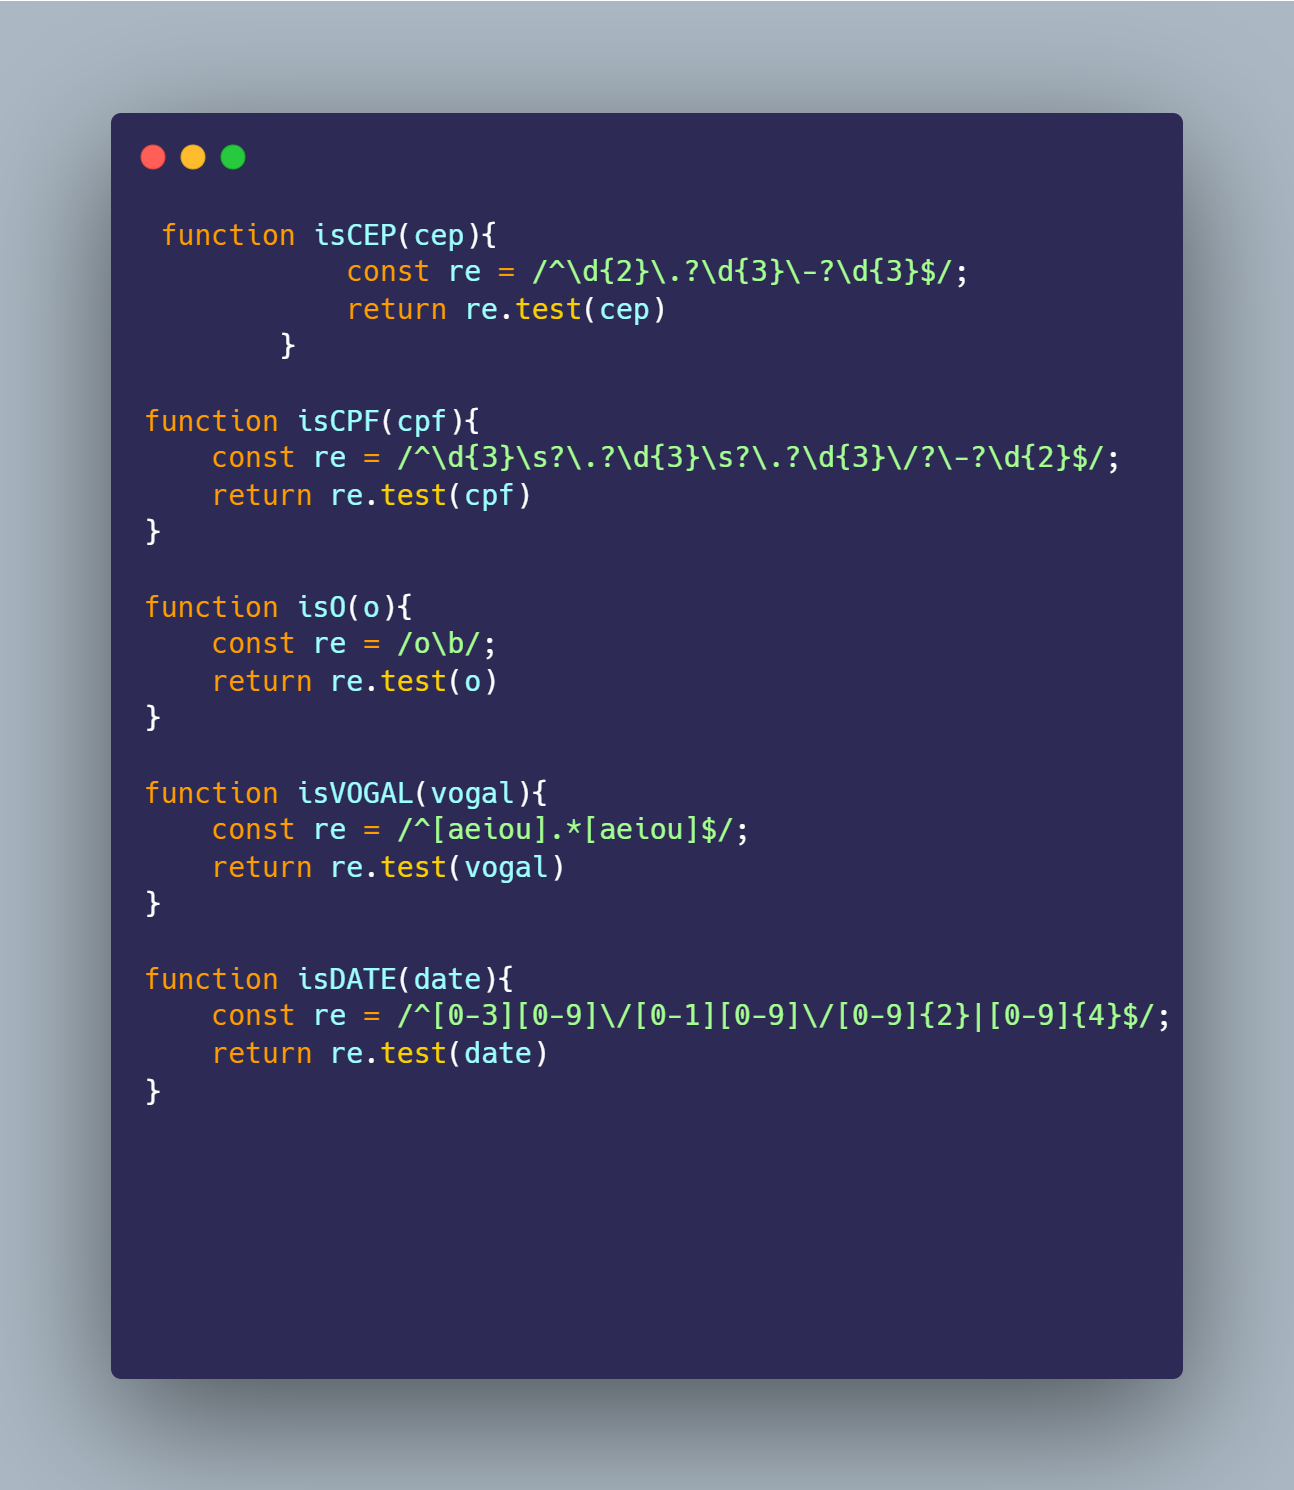 function isCEP(cep){
const re = /^\d{2}\.?\d{3}\-?\d{3}$/;
return re.test(cep)
}
function isCPF(cpf){
const re = /^\d{3}\s?\.?\d{3}\s?\.?\d{3}\/?\-?\d{2}$/;
return re.test(cpf)
}
function isO(o){
const re = /o\b/;
return re.test(o)
}
function isVOGAL(vogal){
const re = /^[aeiou].*[aeiou]$/;
return re.test(vogal)
}
function isDATE(date){
const re = /^[0-3][0-9]\/[0-1][0-9]\/[0-9]{2}|[0-9]{4}$/;
return re.test(date)
}